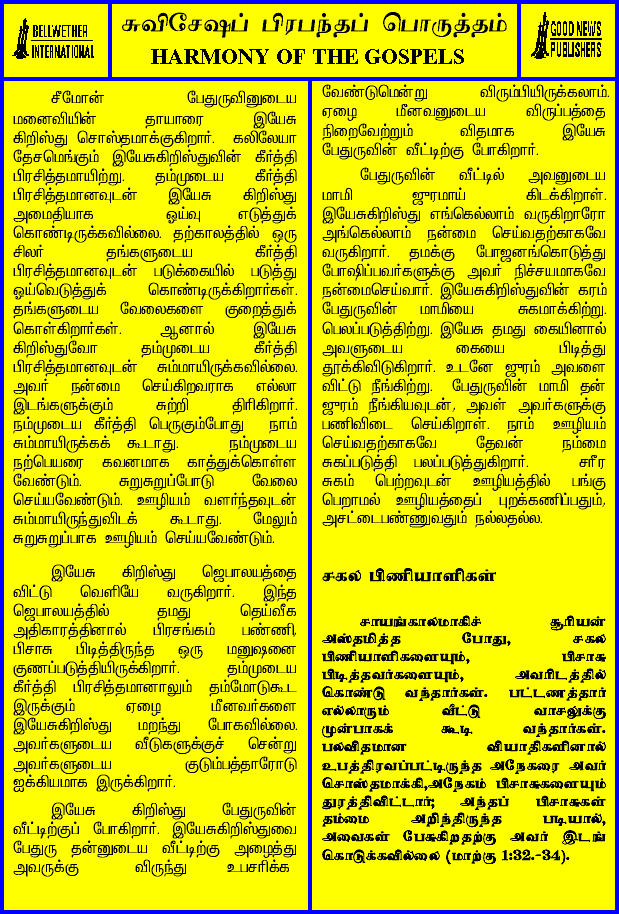 BELLWETHER
INTERNATIONAL
சுவிசேஷப் பிரபந்தப் பொருத்தம்
HARMONY OF THE GOSPELS
GOOD NEWS
PUBLISHERS
சீமோன் பேதுருவினுடைய
மனைவியின் தாயாரை இயேசு
கிறிஸ்து சொஸ்தமாக்குகிறார். கலிலேயா
தேசமெங்கும் இயேசுகிறிஸ்துவின் கீர்த்தி
பிரசித்தமாயிற்று. தம்முடைய கீர்த்தி
பிரசித்தமானவுடன் இயேசு கிறிஸ்து
அமைதியாக ஓய்வு எடுத்துக்
கொண்டிருக்கவில்லை. தற்காலத்தில் ஒரு
சிலர் தங்களுடைய கீர்த்தி
பிரசித்தமானவுடன் படுக்கையில் படுத்து
ஓய்வெடுத்துக் கொண்டிருக்கிறார்கள்.
தங்களுடைய வேலைகளை குறைத்துக்
கொள்கிறார்கள். ஆனால் இயேசு
கிறிஸ்துவோ தம்முடைய கீர்த்தி
பிரசித்தமானவுடன் சும்மாயிருக்கவில்லை.
அவர் நன்மை செய்கிறவராக எல்லா
இடங்களுக்கும் சுற்றி திரிகிறார்.
நம்முடைய கீர்த்தி பெருகும்போது நாம்
சும்மாயிருக்கக் கூடாது. நம்முடைய
நற்பெயரை கவனமாக காத்துக்கொள்ள
வேண்டும். சுறுசுறுப்போடு வேலை
செய்யவேண்டும். ஊழியம் வளர்ந்தவுடன்
சும்மாயிருந்துவிடக் கூடாது. மேலும்
சுறுசுறுப்பாக ஊழியம் செய்யவேண்டும்.
இயேசு கிறிஸ்து ஜெபாலயத்தை
விட்டு வெளியே வருகிறார். இந்த
ஜெபாலயத்தில் தமது தெய்வீக
அதிகாரத்தினால் பிரசங்கம் பண்ணி,
பிசாசு பிடித்திருந்த ஒரு மனுஷனை
குணப்படுத்தியிருக்கிறார். தம்முடைய
கீர்த்தி பிரசித்தமானாலும் தம்மோடுகூட
இருக்கும் ஏழை மீனவர்களை
இயேசுகிறிஸ்து மறந்து போகவில்லை.
அவர்களுடைய வீடுகளுக்குச் சென்று
அவர்களுடைய குடும்பத்தாரோடு
ஐக்கியமாக இருக்கிறார்.
இயேசு கிறிஸ்து பேதுருவின்
வீட்டிற்குப் போகிறார். இயேசுகிறிஸ்துவை
பேதுரு தன்னுடைய வீட்டிற்கு அழைத்து
அவருக்கு விருந்து உபசரிக்க
வேண்டுமென்று விரும்பியிருக்கலாம்.
ஏழை மீனவனுடைய விருப்பத்தை
நிறைவேற்றும் விதமாக இயேசு
பேதுருவின் வீட்டிற்கு போகிறார்.
பேதுருவின் வீட்டில் அவனுடைய
மாமி ஜுரமாய் கிடக்கிறாள்.
இயேசுகிறிஸ்து எங்கெல்லாம் வருகிறாரோ
அங்கெல்லாம் நன்மை செய்வதற்காகவே
வருகிறார். தமக்கு போஜனங்கொடுத்து
போஷிப்பவர்களுக்கு அவர் நிச்சயமாகவே
நன்மைசெய்வார். இயேசுகிறிஸ்துவின் கரம்
பேதுருவின் மாமியை சுகமாக்கிற்று.
பெலப்படுத்திற்று. இயேசு தமது கையினால்
அவளுடைய கையை பிடித்து
தூக்கிவிடுகிறார். உடனே ஜுரம் அவளை
விட்டு நீங்கிற்று. பேதுருவின் மாமி தன்
ஜுரம் நீங்கியவுடன், அவள் அவர்களுக்கு
பணிவிடை செய்கிறாள். நாம் ஊழியம்
செய்வதற்காகவே தேவன் நம்மை
சுகப்படுத்தி பலப்படுத்துகிறார். சரீர
சுகம் பெற்றவுடன் ஊழியத்தில் பங்கு
பெறாமல் ஊழியத்தைப் புறக்கணிப்பதும்,
அசட்டைபண்ணுவதும் நல்லதல்ல.
சகல பிணியாளிகள்
சாயங்காலமாகிச் சூரியன்
அஸ்தமித்த போது, சகல
பிணியாளிகளையும், பிசாசு
பிடித்தவர்களையும், அவரிடத்தில்
கொண்டு வந்தார்கள். பட்டணத்தார்
எல்லாரும் வீட்டு வாசலுக்கு
முன்பாகக் கூடி வந்தார்கள்.
பலவிதமான வியாதிகளினால்
உபத்திரவப்பட்டிருந்த அநேகரை அவர்
சொஸ்தமாக்கி,அநேகம் பிசாசுகளையும்
துரத்திவிட்டார்; அந்தப் பிசாசுகள்
தம்மை அறிந்திருந்த படியால்,
அவைகள் பேசுகிறதற்கு அவர் இடங்
கொடுக்கவில்லை (மாற்கு 1:32.-34).